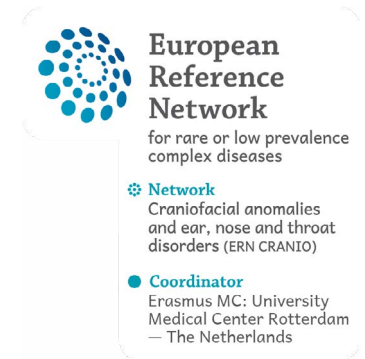 European
Reference
Network
for rare or low prevalence
complex diseases
Network
Craniofacial anomalies
and ear, nose and throat
disorders (ERN CRANIO)
Coordinator
Erasmus MC: University
Medical Center Rotterdam
— The Netherlands